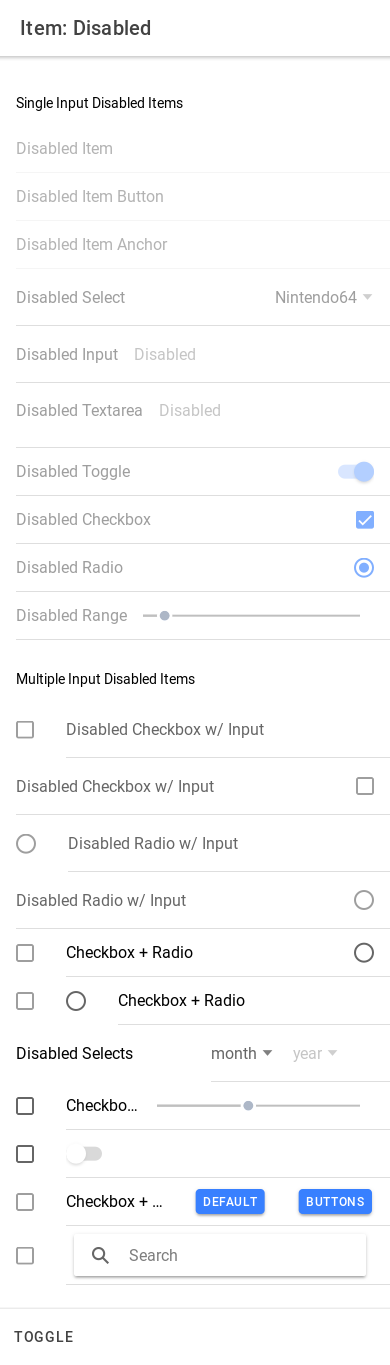 Item: Disabled
Single Input Disabled Items
Disabled Item
Disabled Item Button
Disabled Item Anchor
Disabled Select Nintendo64
Disabled Input Disabled
Disabled Textarea Disabled
Disabled Toggle
Disabled Checkbox
Disabled Radio
Disabled Range
Multiple Input Disabled Items
Disabled Checkbox w/ Input
Disabled Checkbox w/ Input
Disabled Radio w/ Input
Disabled Radio w/ Input
Checkbox + Radio
Checkbox + Radio
Disabled Selects month year
Checkbo...
Checkbox + ... DEFAULT BUTTONS
Search
TOGGLE